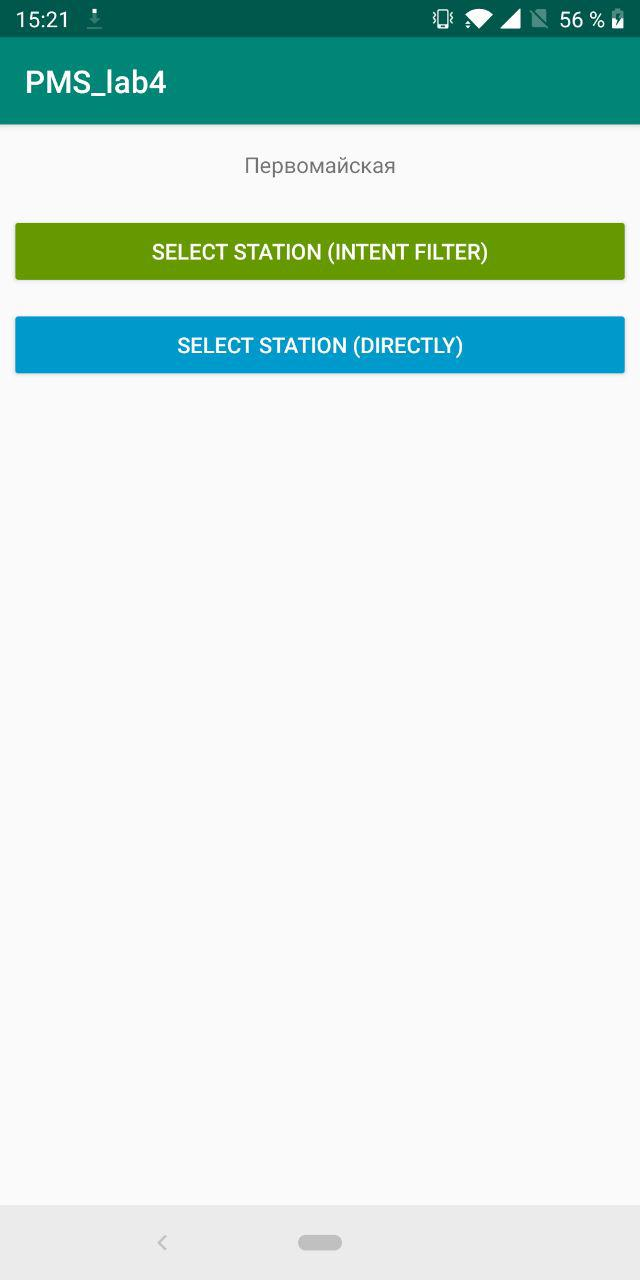 15:21
56 %
PMS_lab4
Первомайская
SELECT STATION (INTENT FILTER)
SELECT STATION (DIRECTLY)